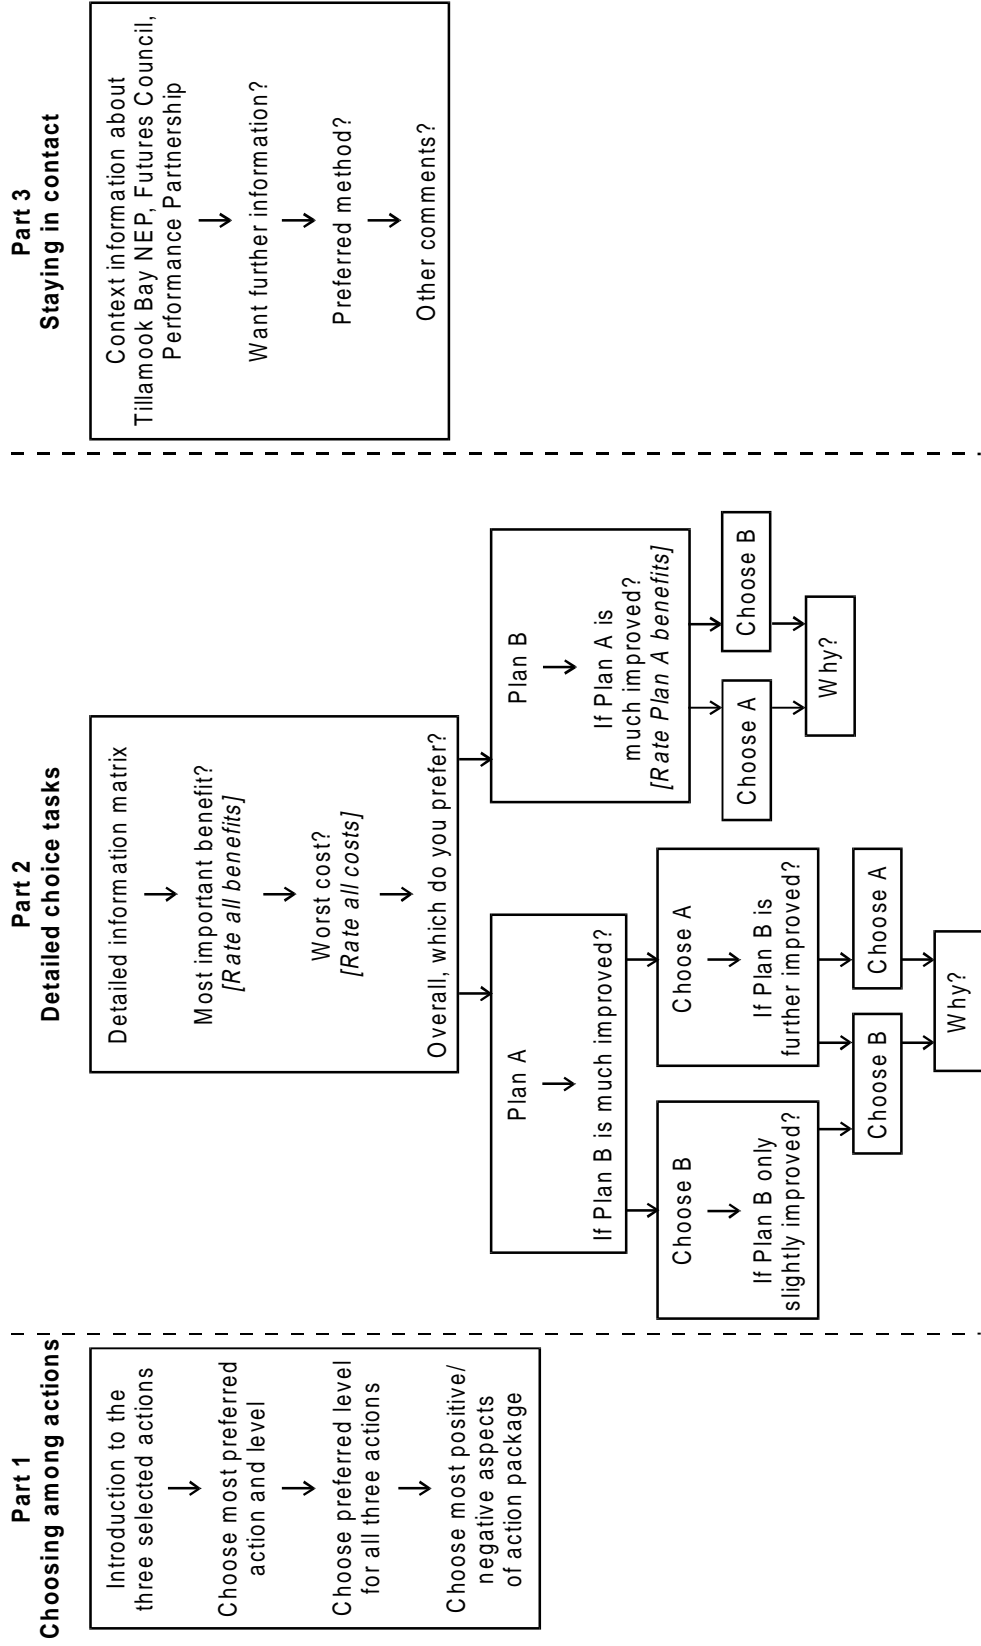 Part 1
Choosing among actions
Introduction to the
three selected actions
Choose most preferred
action and level
Choose preferred level
for all three actions
Choose most positive/
negative aspects
of action package
Part 2
Detailed choice tasks
Detailed information matrix
Most important benefit?
[Rate all benefits]
Worst cost?
[Rate all costs]
Overall, which do you prefer?
Plan A
If Plan B is much improved?
Choose B
If Plan B only
slightly improved?
Choose A
If Plan B is
further improved?
Choose B
Choose A
Why?
Plan B
If Plan A is
much improved?
[Rate Plan A benefits]
Choose A
Choose B
Why?
Part 3
Staying in contact
Context information about
Tillamook Bay NEP, Futures Council,
Performance Partnership
Want further information?
Preferred method?
Other comments?